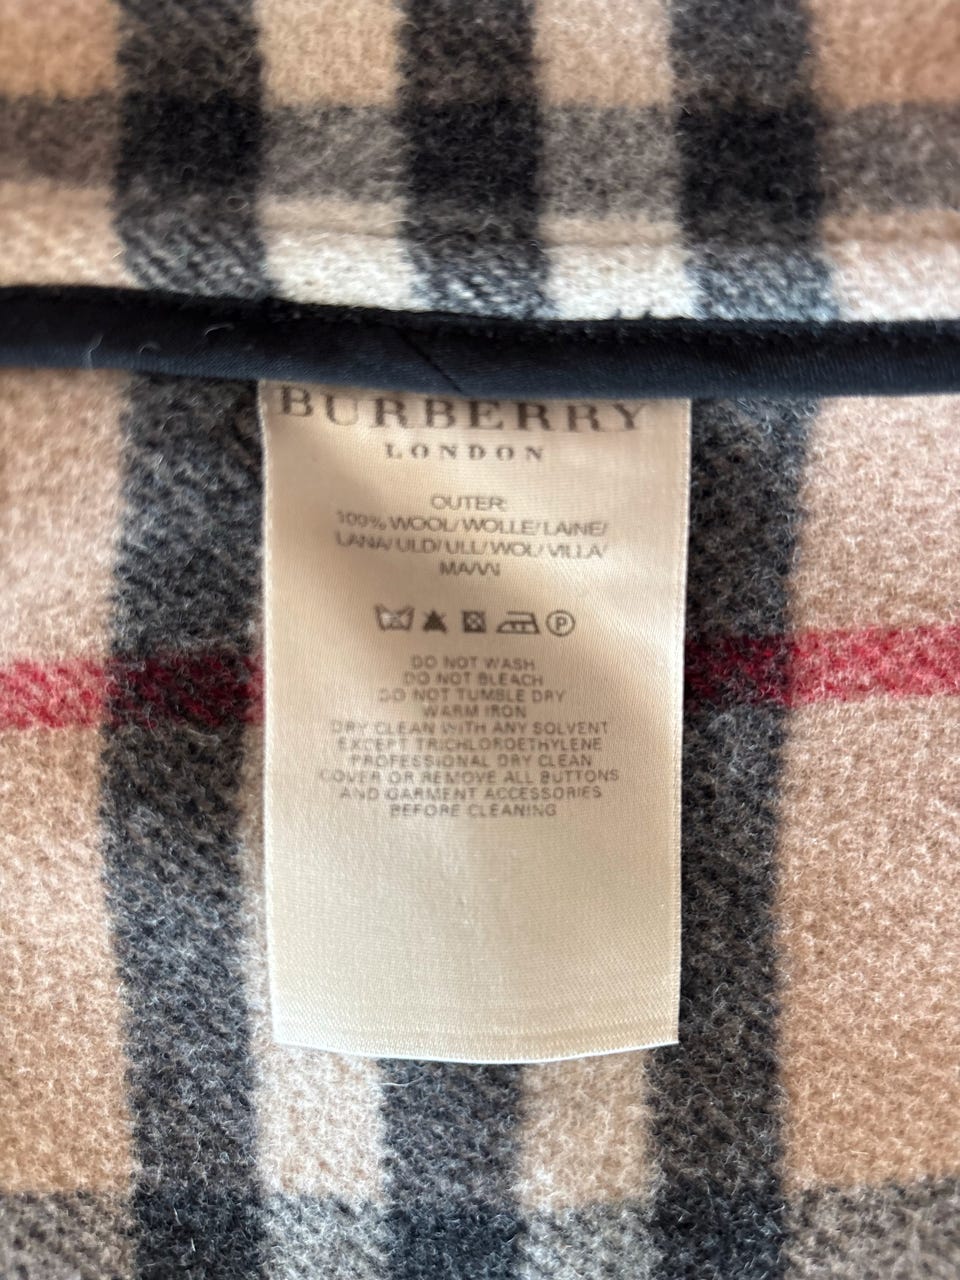 BURBERRY
LONDON
OUTER:
100% WOOL/WOLLE/LAINE/
LANA/ULD/ULL/WOL/VILLA/
P
DO NOT WASH
DO NOT BLEACH
DO NOT TUMBLE DRY
WARM IRON
DRY CLEAN WITH ANY SOLVENT
EXCEPT TRICHLOROETHYLENE
PROFESSIONAL DRY CLEAN
COVER OR REMOVE ALL BUTTONS
AND GARMENT ACCESSORIES
BEFORE CLEANING